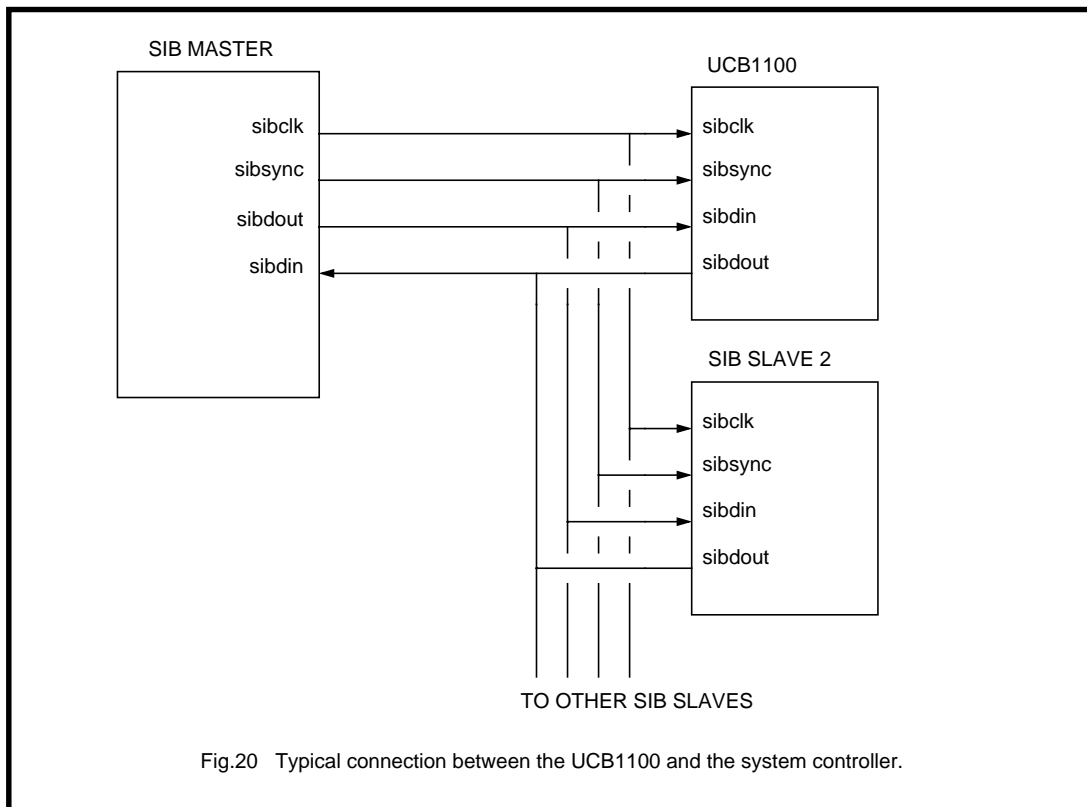 SIB MASTER
sibclk
sibsync
sibdout
sibdin
UCB1100
sibclk
sibsync
sibdin
sibdout
SIB SLAVE 2
sibclk
sibsync
sibdin
sibdout
TO OTHER SIB SLAVES
Fig.20 Typical connection between the UCB1100 and the system controller.